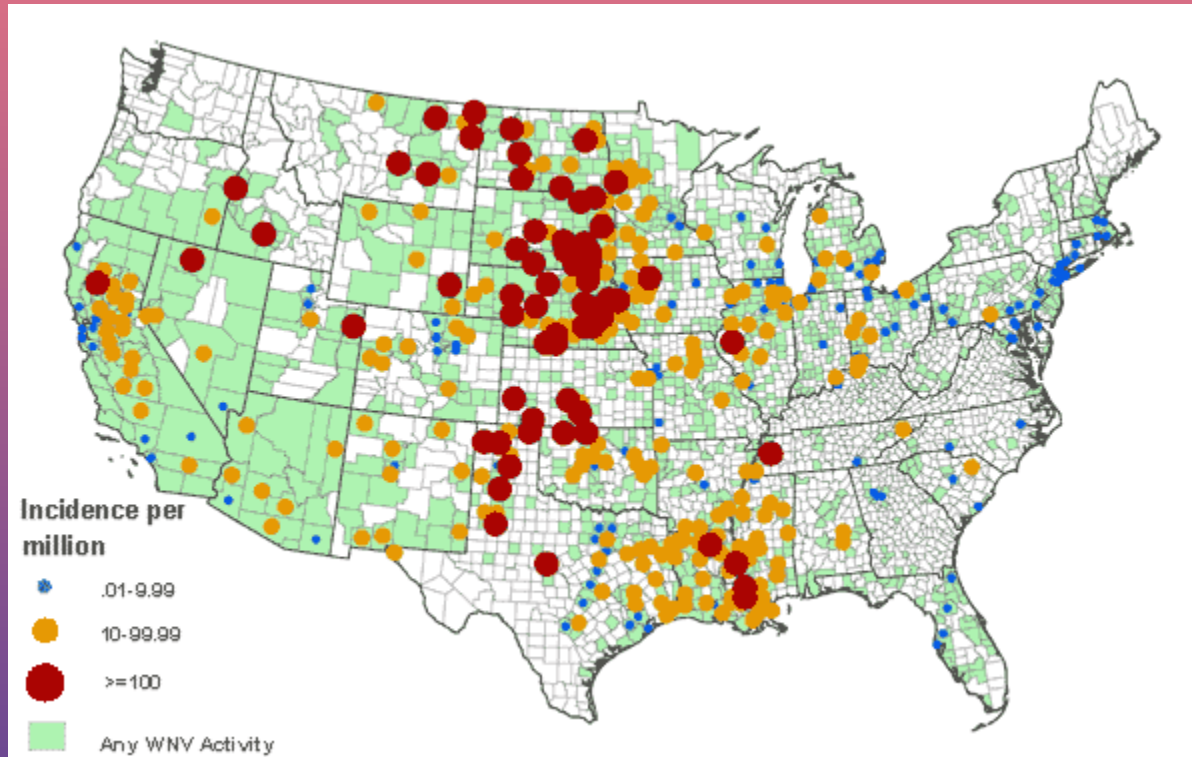 Incidence per
million
.01-9.99
10-99.99
>=100
Any WNV Activity